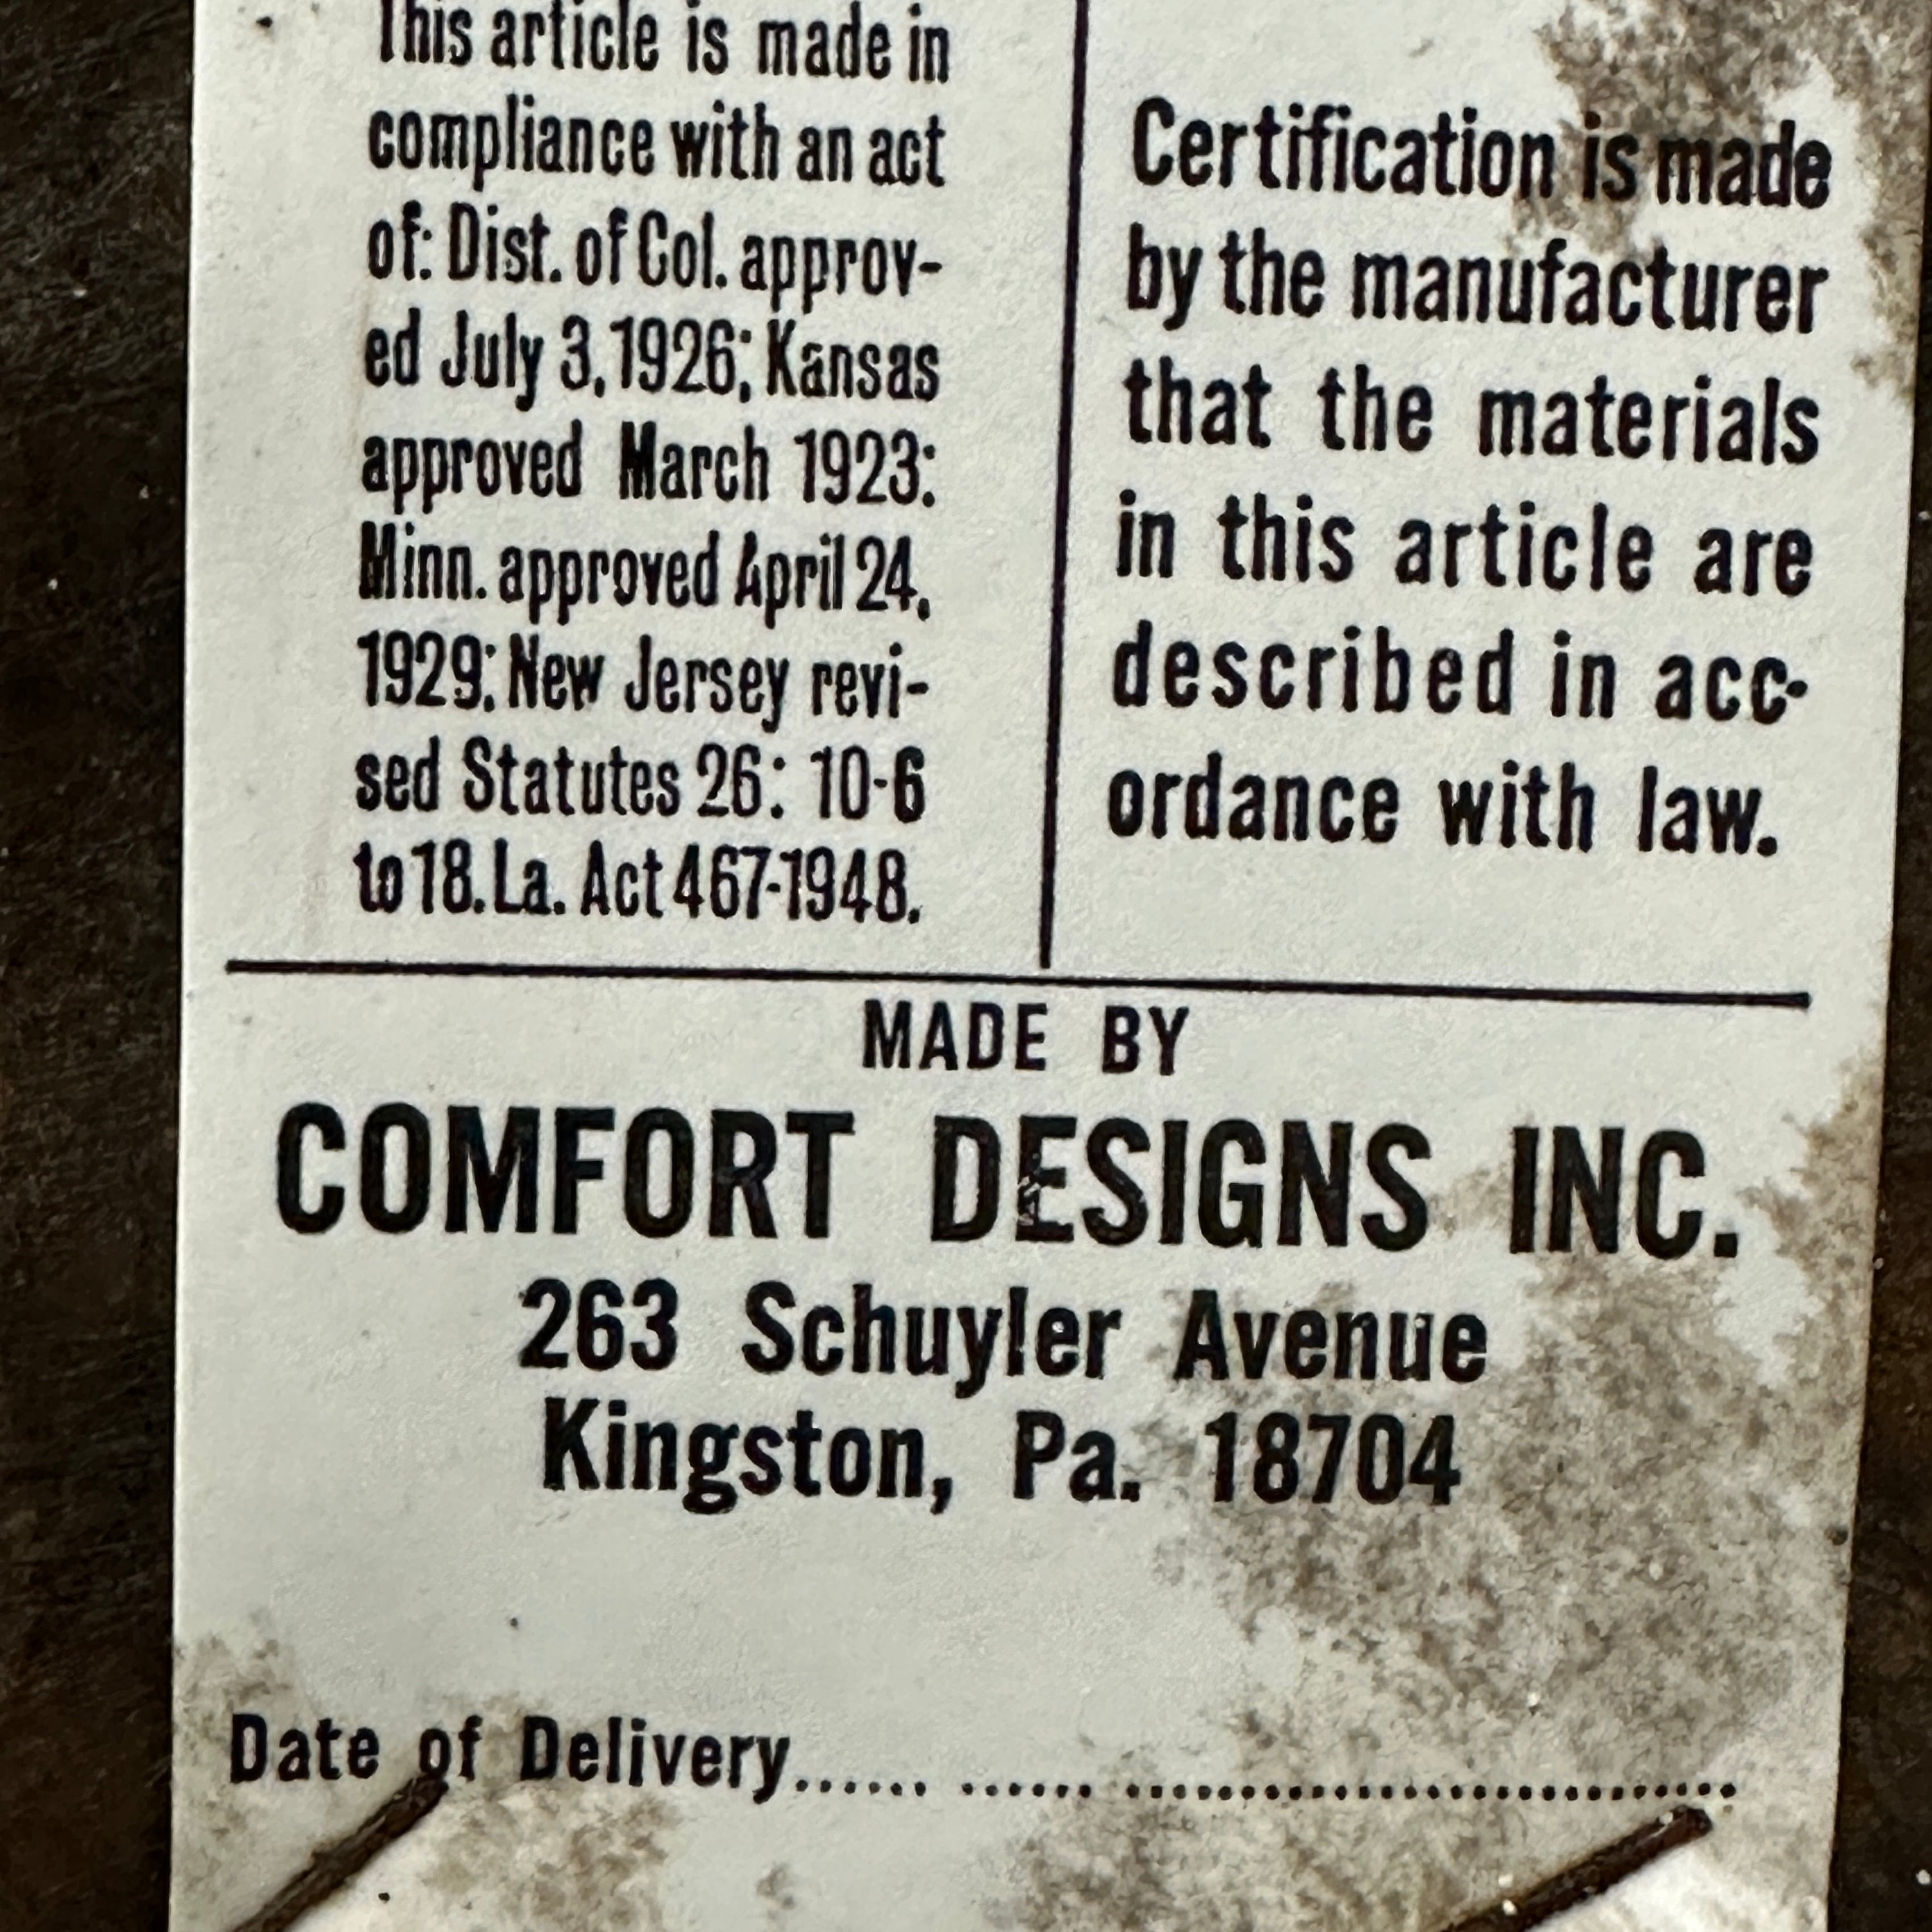 This article is made in
compliance with an act
of: Dist. of Col. approv-
ed July 3, 1926; Kansas
approved March 1923:
Minn. approved April 24,
1929; New Jersey revi-
sed Statutes 26: 10-6
to 18. La. Act 467-1948.
Certification is made
by the manufacturer
that the materials
in this article are
described in acc-
ordance with law.
MADE BY
COMFORT DESIGNS INC.
263 Schuyler Avenue
Kingston, Pa. 18704
Date of Delivery...... ...... ............................